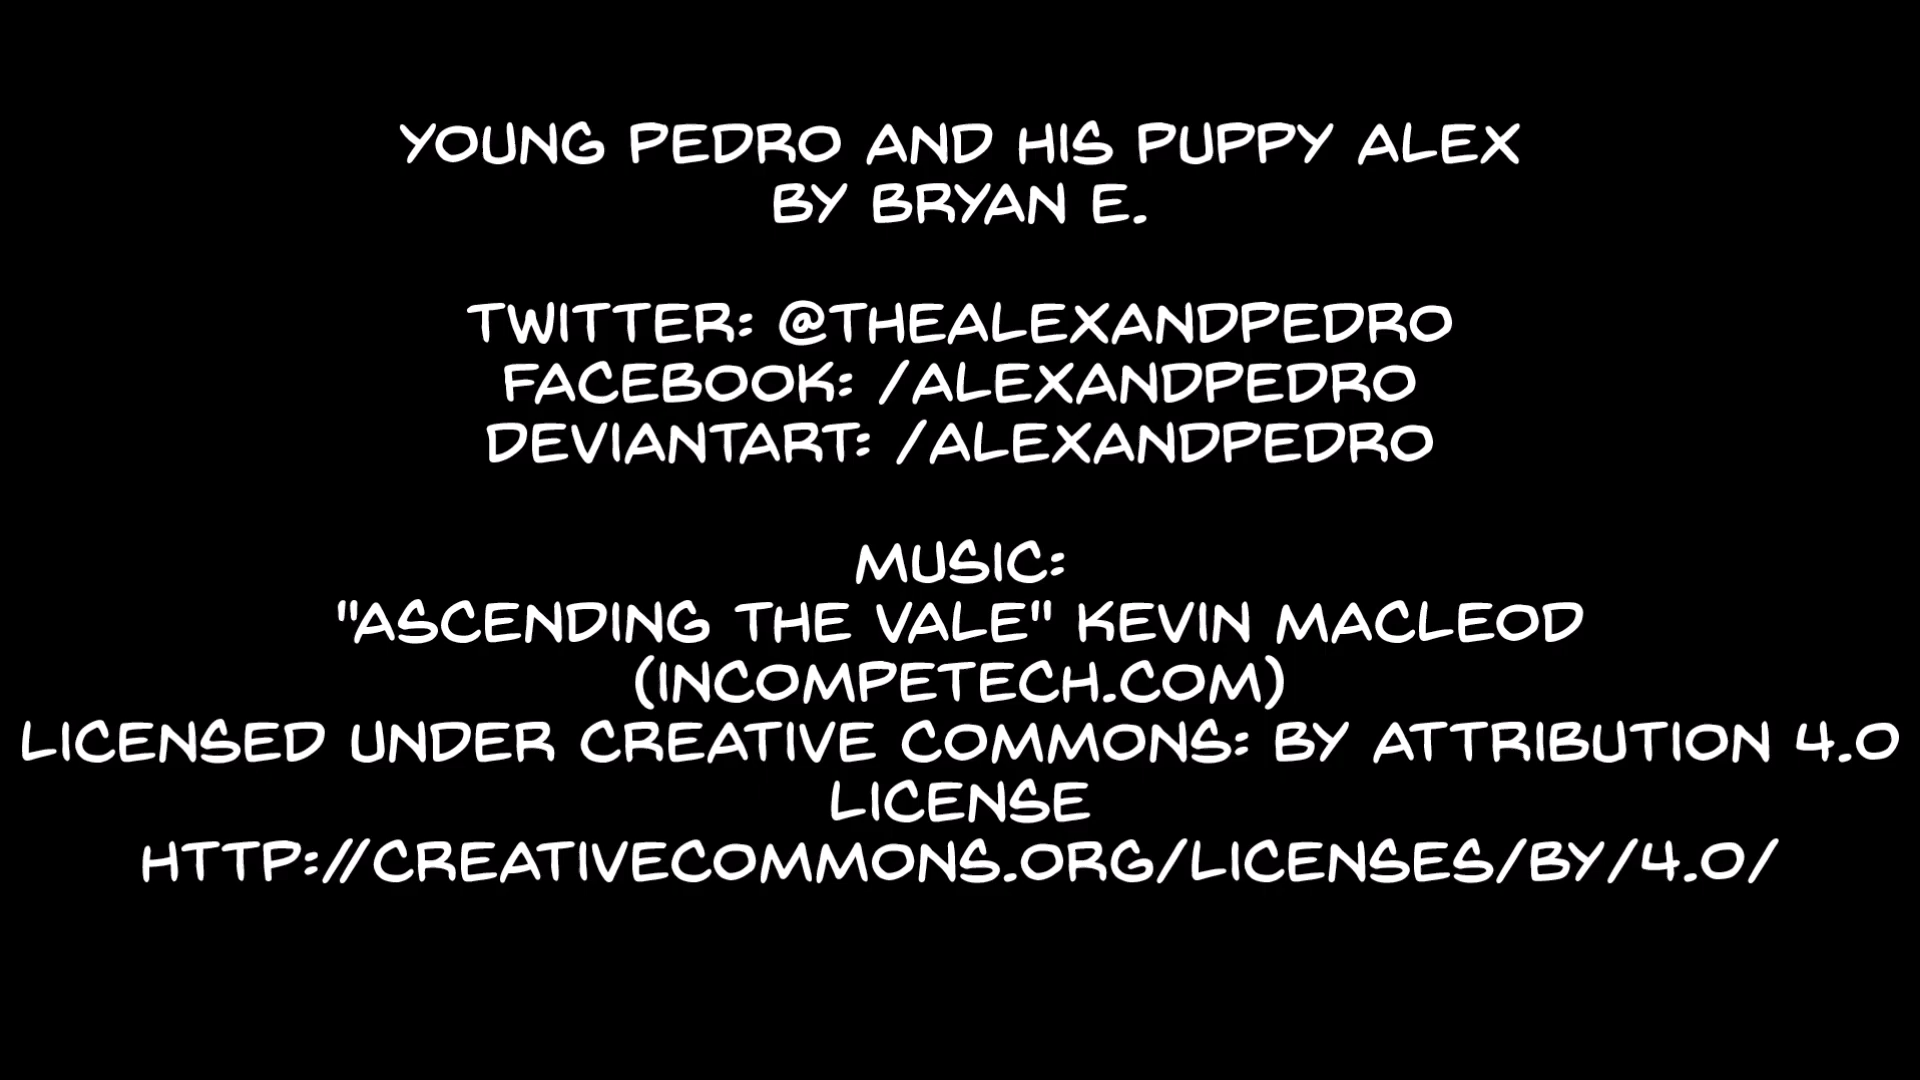 YOUNG PEDRO AND HIS PUPPY ALEX
BY BRYAN E.
TWITTER: @THEALEXANDPEDRO
FACEBOOK: /ALEXANDPEDRO
DEVIANTART: /ALEXANDPEDRO
MUSIC:
"ASCENDING THE VALE" KEVIN MACLEOD
(INCOMPETECH.COM)
LICENSED UNDER CREATIVE COMMONS: BY ATTRIBUTION 4.0
LICENSE
HTTP://CREATIVECOMMONS.ORG/LICENSES/BY/4.0/